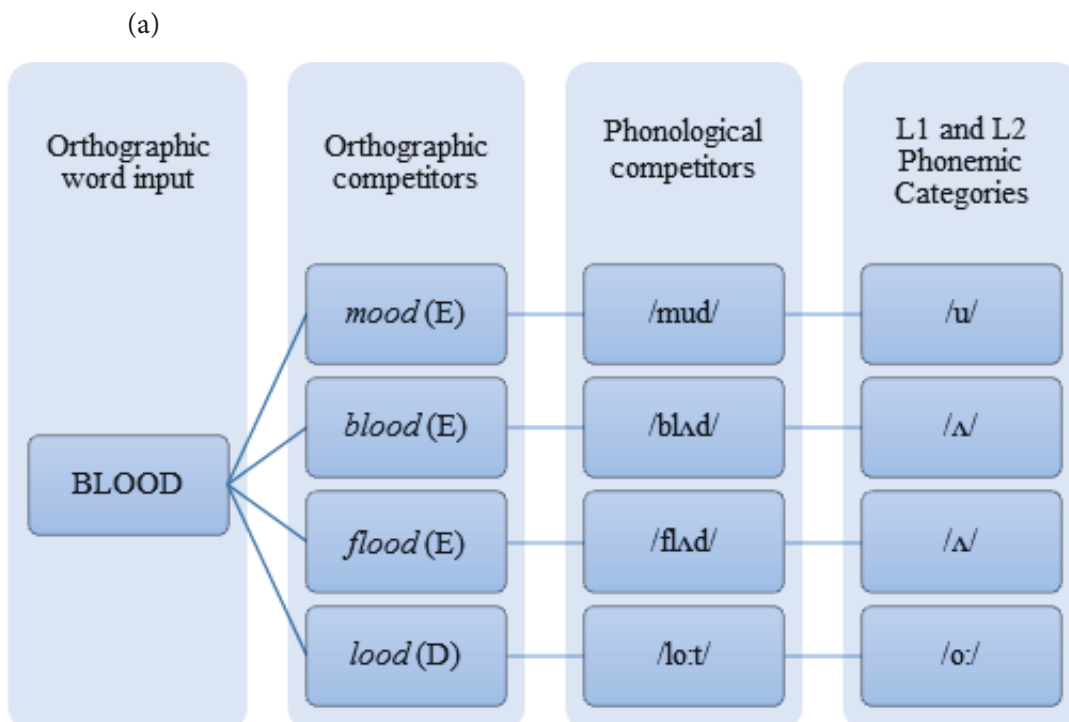 (a)
Orthographic
word input
Orthographic
competitors
Phonological
competitors
L1 and L2
Phonemic
Categories
BLOOD
mood (E)
/mud/
/u/
blood (E)
/blʌd/
/ʌ/
flood (E)
/flʌd/
/ʌ/
lood (D)
/lo:t/
/o:/